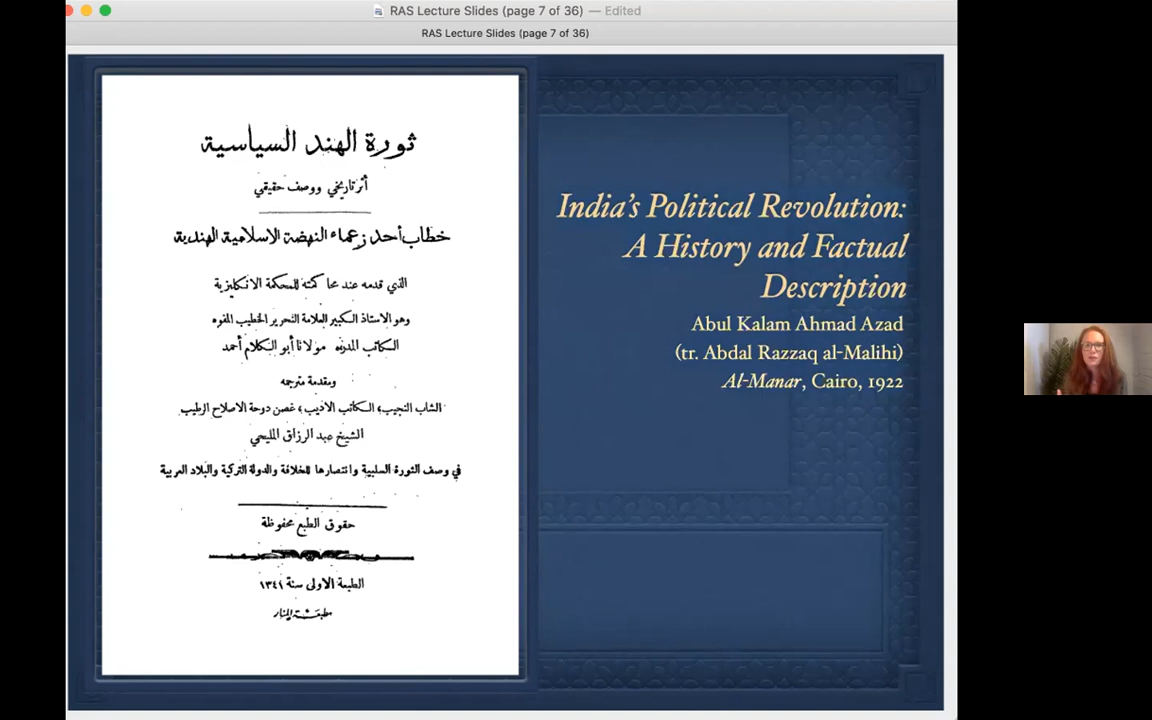 RAS Lecture Slides (page 7 of 36) — Edited
RAS Lecture Slides (page 7 of 36)
ثورة الهند السياسية
أثر تاريخي ووصف حقيقي
خطاب أحد زعماء النهضة الاسلامية الهندية
الذي قدمه عند محاكمته للمحكمة الانكليزية
وهو الاستاذ الكبير العلامة النحرير الخطيب المفوه
الكاتب المدره مولانا أبو الكلام أحمد
ومقدمة مترجمه
الشاب النجيب، الكاتب الاديب، غصن دوحة الاصلاح الرطيب
الشيخ عبد الرزاق المليحي
في وصف الثورة السلبية وانتصارها للخلافة والدولة التركية والبلاد العربية
حقوق الطبع محفوظة
الطبعة الاولى سنة ١٣٤١
مطبعة المنار
India's Political Revolution:
A History and Factual
Description
Abul Kalam Ahmad Azad
(tr. Abdal Razzaq al-Malihi)
Al-Manar, Cairo, 1922